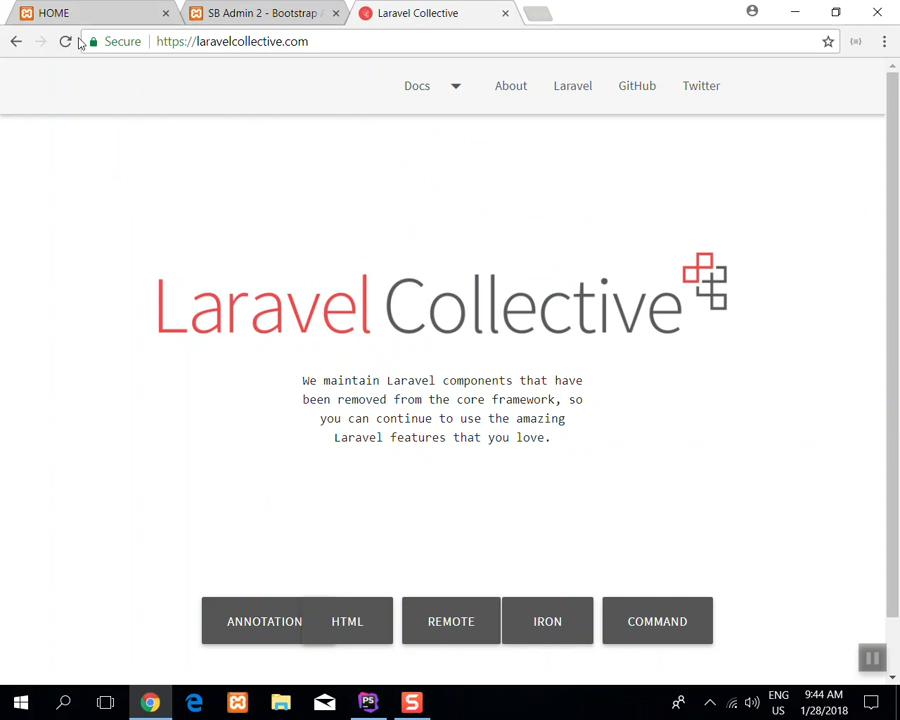 HOME
SB Admin 2 - Bootstrap
Laravel Collective
Secure
https://laravelcollective.com
Docs
About
Laravel
GitHub
Twitter
Laravel Collective
We maintain Laravel components that have
been removed from the core framework, so
you can continue to use the amazing
Laravel features that you love.
ANNOTATION
HTML
REMOTE
IRON
COMMAND
ENG
US
9:44 AM
1/28/2018